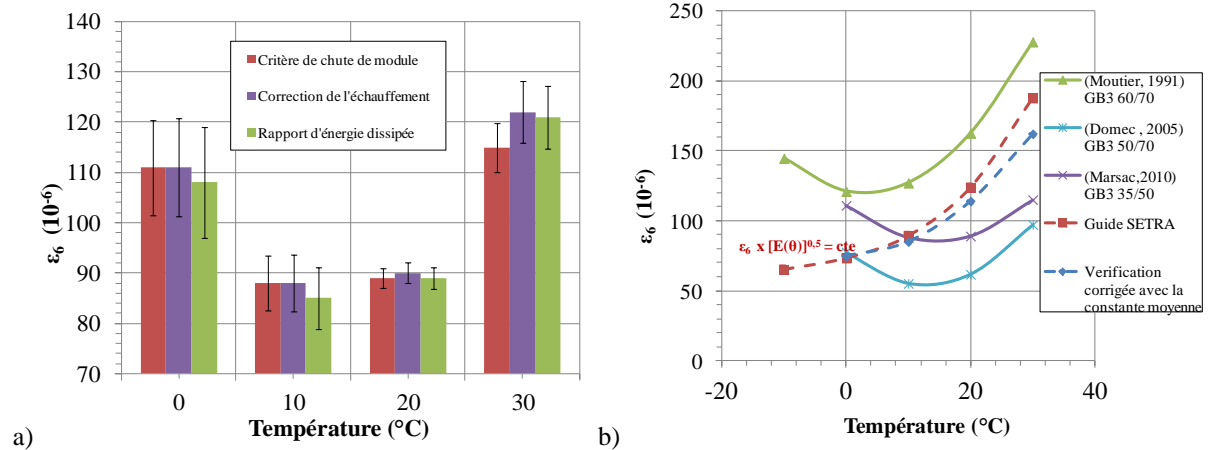 140
130
120
110
100
90
80
70
ε6 (10-6)
Critère de chute de module
Correction de l'échauffement
Rapport d'énergie dissipée
0
10
20
30
Température (°C)
a)
250
200
150
100
50
0
ε6 (10-6)
ε6 x [E(θ)]0,5 = cte
-20
0
20
40
Température (°C)
(Moutier, 1991)
GB3 60/70
(Domec , 2005)
GB3 50/70
(Marsac,2010)
GB3 35/50
Guide SETRA
Verification
corrigée avec la
constante moyenne
b)